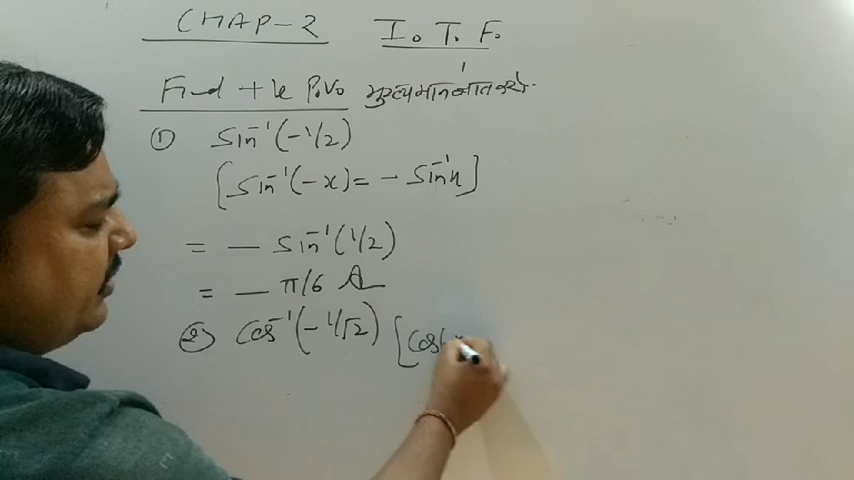 CHAP-2 I. T. F.
Find the P.V. मुख्यमान ज्ञात करो-
① Sin⁻¹(-1/2)
[Sin⁻¹(-x) = - Sin⁻¹x]
= - Sin⁻¹(1/2)
= - π/6 A
② Cos⁻¹(-1/√2) [Cos